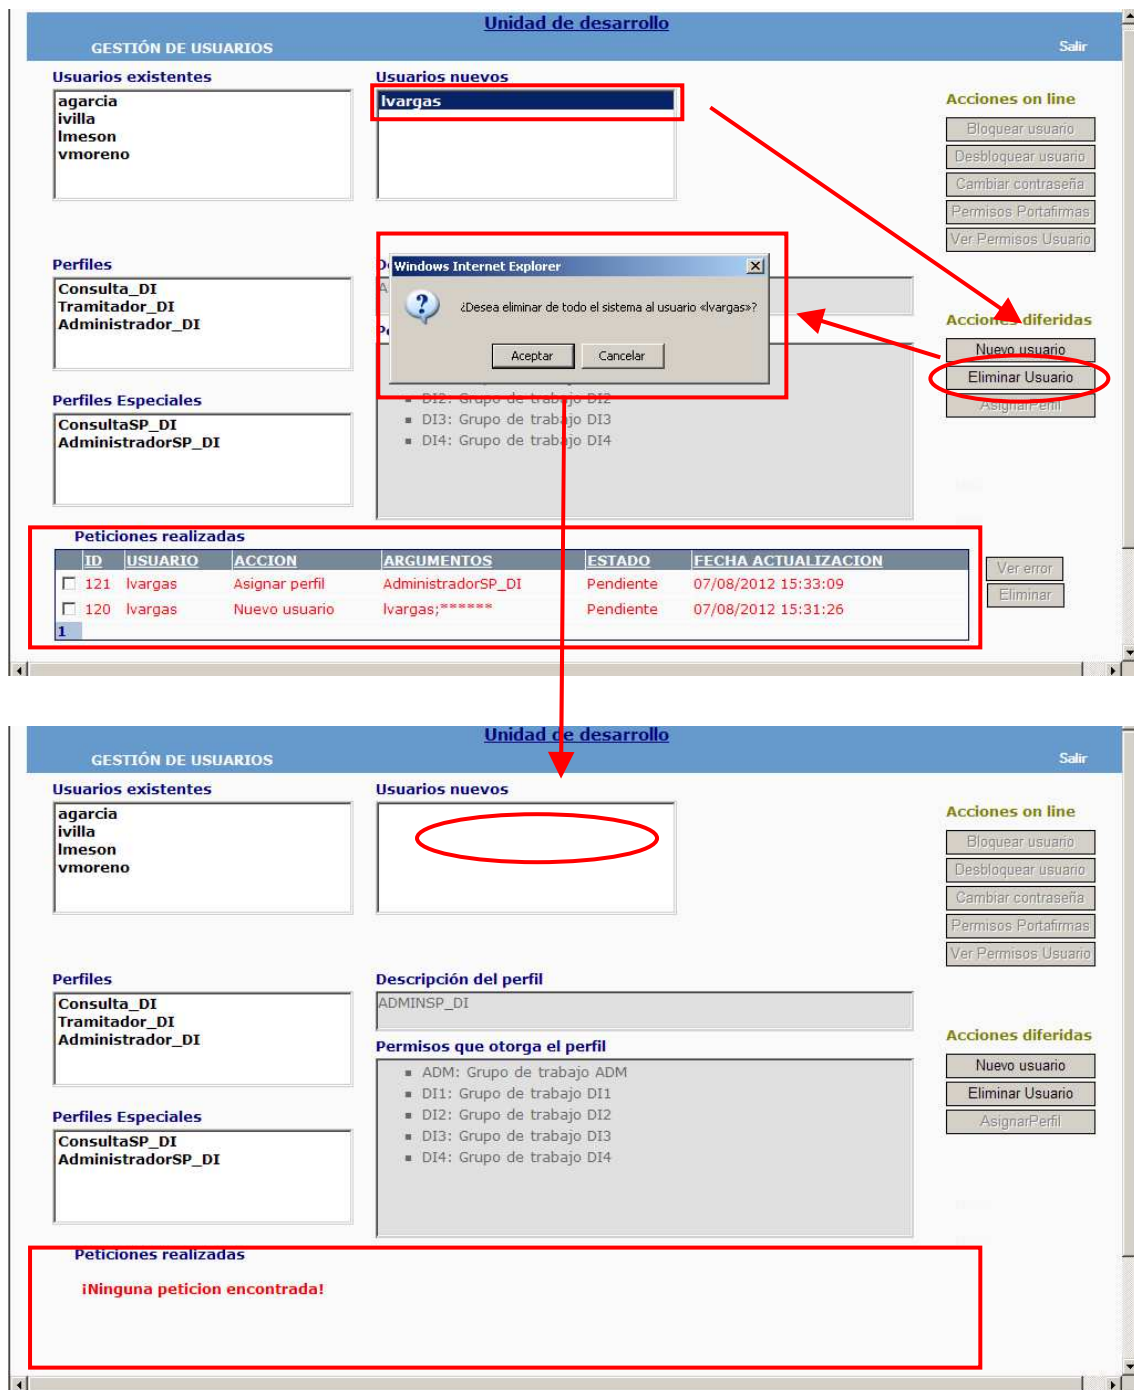 Unidad de desarrollo
GESTIÓN DE USUARIOS
Salir
Usuarios existentes
agarcia
ivilla
lmeson
vmoreno
Usuarios nuevos
lvargas
Acciones on line
Bloquear usuario
Desbloquear usuario
Cambiar contraseña
Permisos Portafirmas
Ver Permisos Usuario
Perfiles
Consulta_DI
Tramitador_DI
Administrador_DI
Windows Internet Explorer
¿Desea eliminar de todo el sistema al usuario «lvargas»?
Aceptar
Cancelar
DI2: Grupo de trabajo DI2
DI3: Grupo de trabajo DI3
DI4: Grupo de trabajo DI4
Acciones diferidas
Nuevo usuario
Eliminar Usuario
AsignarPerfil
Perfiles Especiales
ConsultaSP_DI
AdministradorSP_DI
Peticiones realizadas
ID USUARIO ACCION ARGUMENTOS ESTADO FECHA ACTUALIZACION
121 lvargas Asignar perfil AdministradorSP_DI Pendiente 07/08/2012 15:33:09
120 lvargas Nuevo usuario lvargas;****** Pendiente 07/08/2012 15:31:26
1
Ver error
Eliminar
Unidad de desarrollo
GESTIÓN DE USUARIOS
Salir
Usuarios existentes
agarcia
ivilla
lmeson
vmoreno
Usuarios nuevos
Acciones on line
Bloquear usuario
Desbloquear usuario
Cambiar contraseña
Permisos Portafirmas
Ver Permisos Usuario
Perfiles
Consulta_DI
Tramitador_DI
Administrador_DI
Descripción del perfil
ADMINSP_DI
Permisos que otorga el perfil
ADM: Grupo de trabajo ADM
DI1: Grupo de trabajo DI1
DI2: Grupo de trabajo DI2
DI3: Grupo de trabajo DI3
DI4: Grupo de trabajo DI4
Acciones diferidas
Nuevo usuario
Eliminar Usuario
AsignarPerfil
Perfiles Especiales
ConsultaSP_DI
AdministradorSP_DI
Peticiones realizadas
¡Ninguna peticion encontrada!